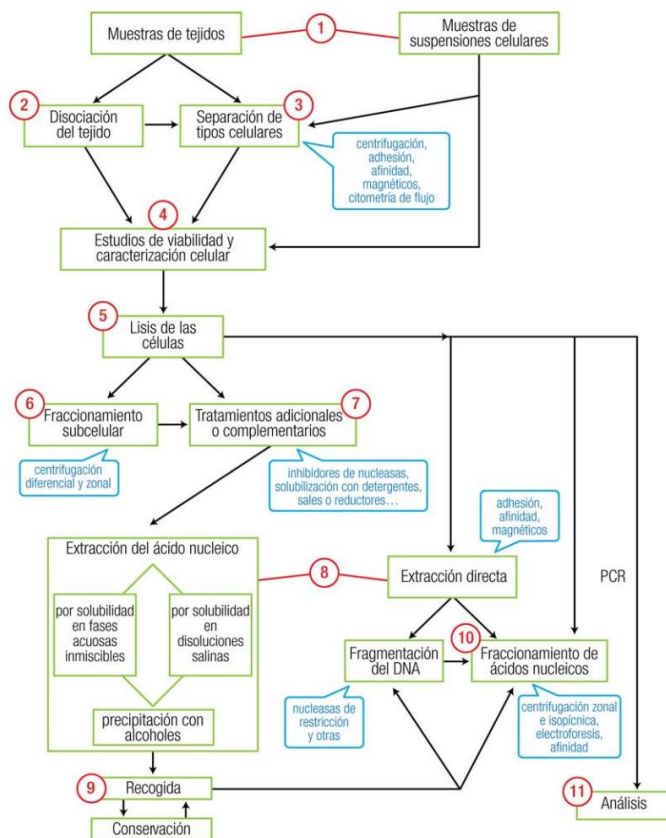 Muestras de tejidos
1
Muestras de
suspensiones celulares
2
Disociación
del tejido
3
Separación de
tipos celulares
centrifugación,
adhesión,
afinidad,
magnéticos,
citometría de flujo
4
Estudios de viabilidad y
caracterización celular
5
Lisis de las
células
6
Fraccionamiento
subcelular
7
Tratamientos adicionales
o complementarios
centrifugación
diferencial y zonal
inhibidores de nucleasas,
solubilización con detergentes,
sales o reductores…
adhesión,
afinidad,
magnéticos
Extracción del ácido nucleico
8
Extracción directa
PCR
por solubilidad
en fases
acuosas
inmiscibles
por solubilidad
en
disoluciones
salinas
10
Fragmentación
del DNA
Fraccionamiento de
ácidos nucleicos
nucleasas de
restricción
y otras
centrifugación zonal
e isopícnica,
electroforesis,
afinidad
precipitación con
alcoholes
9
Recogida
11
Análisis
Conservación